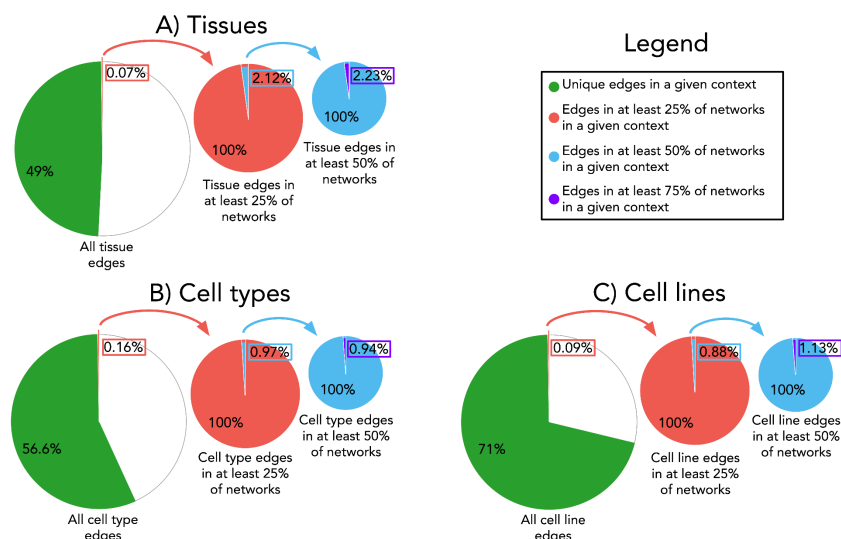 A) Tissues
0.07%
2.12%
2.23%
49%
100%
100%
All tissue
edges
Tissue edges in
at least 25% of
networks
Tissue edges in
at least 50% of
networks
Legend
Unique edges in a given context
Edges in at least 25% of networks
in a given context
Edges in at least 50% of networks
in a given context
Edges in at least 75% of networks
in a given context
B) Cell types
0.16%
0.97%
0.94%
56.6%
100%
100%
All cell type
edges
Cell type edges
in at least 25%
of networks
Cell type edges
in at least 50%
of networks
C) Cell lines
0.09%
0.88%
1.13%
71%
100%
100%
All cell line
edges
Cell line edges
in at least 25%
of networks
Cell line edges
in at least 50%
of networks